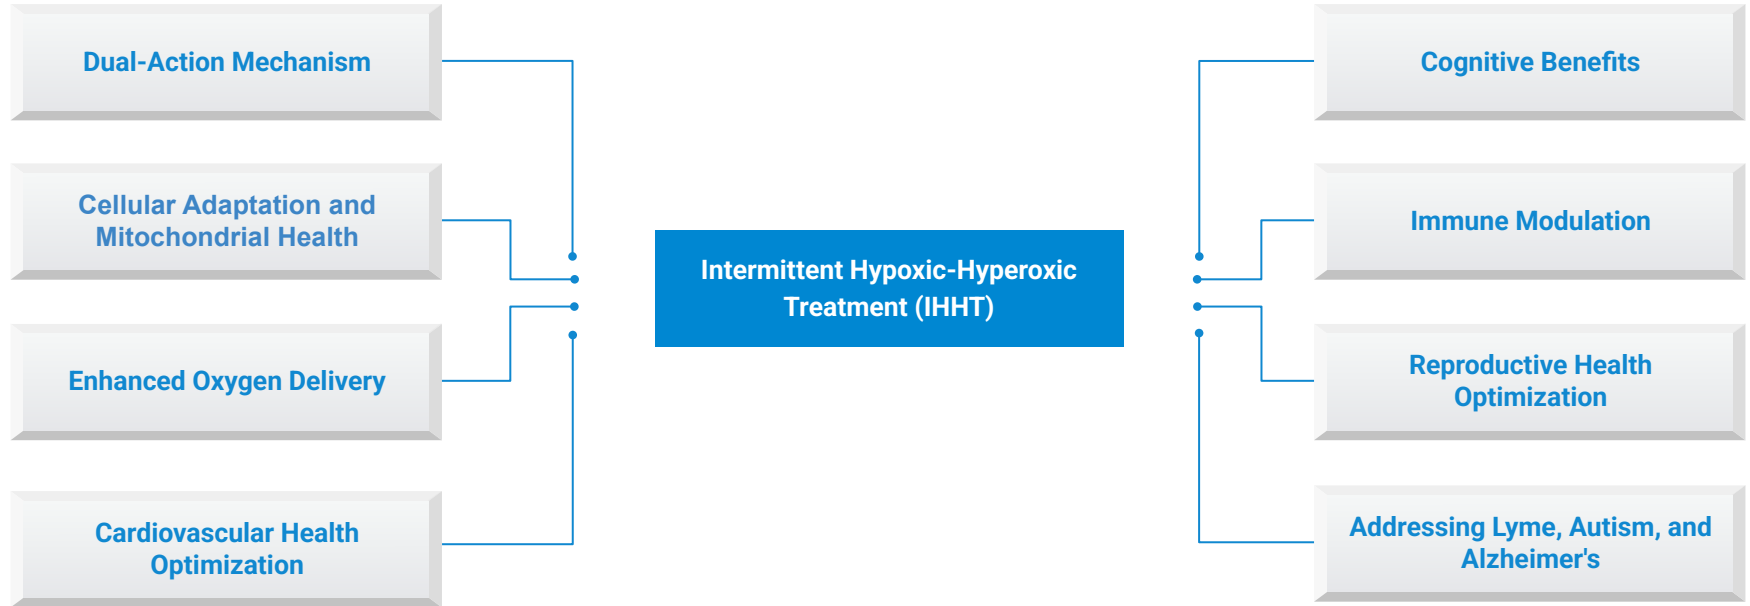 Dual-Action Mechanism
Cellular Adaptation and
Mitochondrial Health
Enhanced Oxygen Delivery
Cardiovascular Health
Optimization
Intermittent Hypoxic-Hyperoxic
Treatment (IHHT)
Cognitive Benefits
Immune Modulation
Reproductive Health
Optimization
Addressing Lyme, Autism, and
Alzheimer's